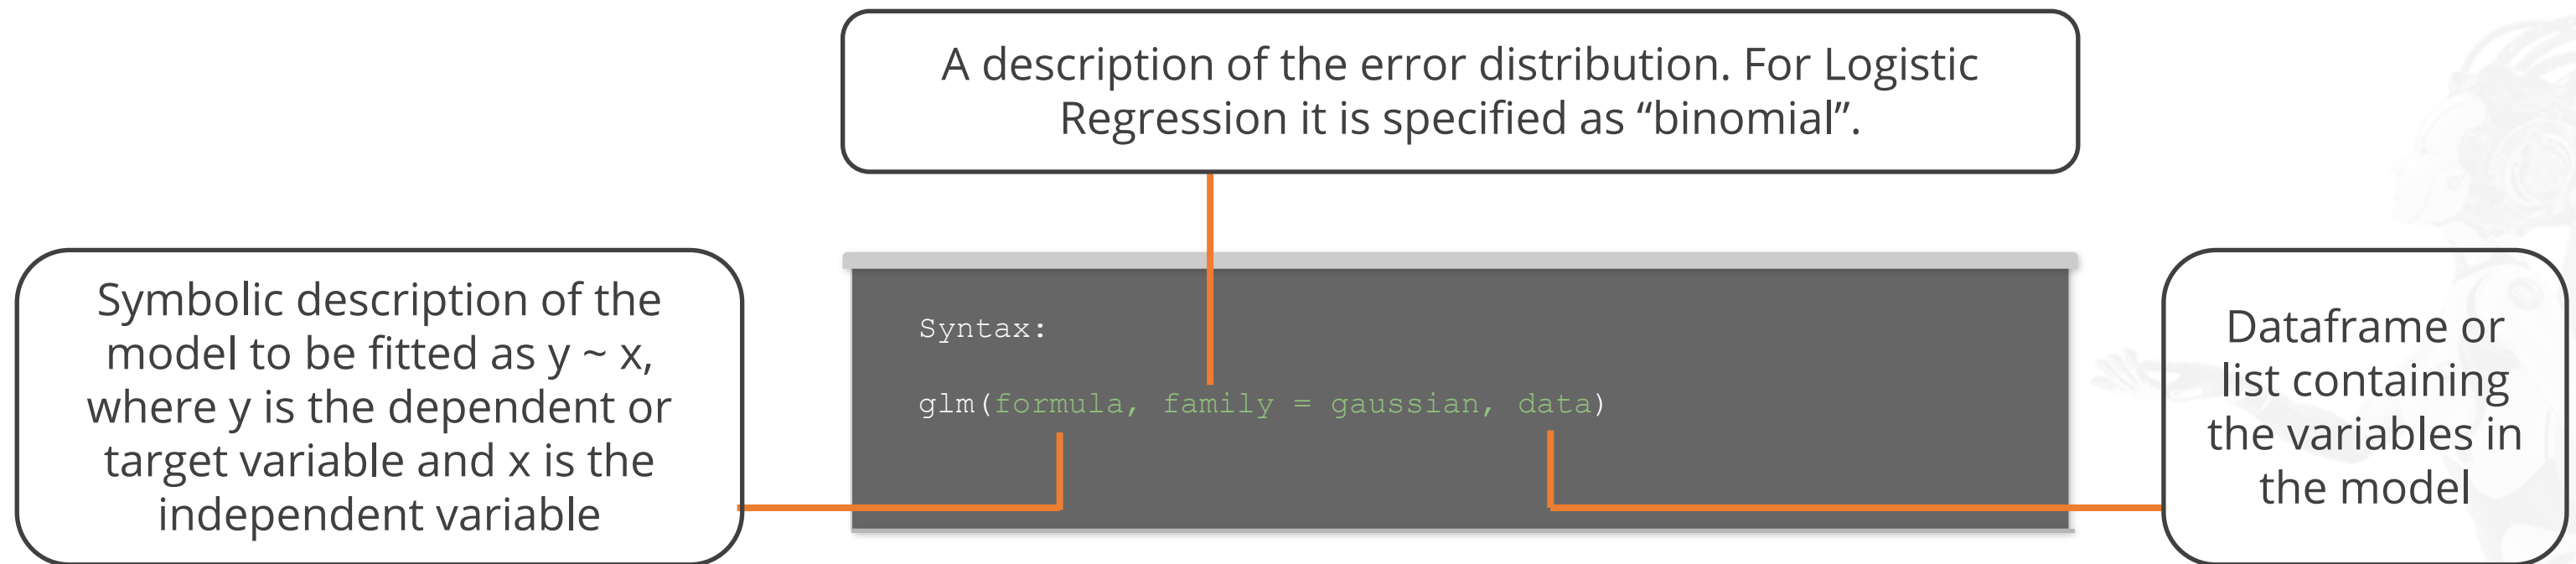 A description of the error distribution. For Logistic
Regression it is specified as “binomial”.
Symbolic description of the
model to be fitted as y ~ x,
where y is the dependent or
target variable and x is the
independent variable
Syntax:
glm(formula, family = gaussian, data)
Dataframe or
list containing
the variables in
the model